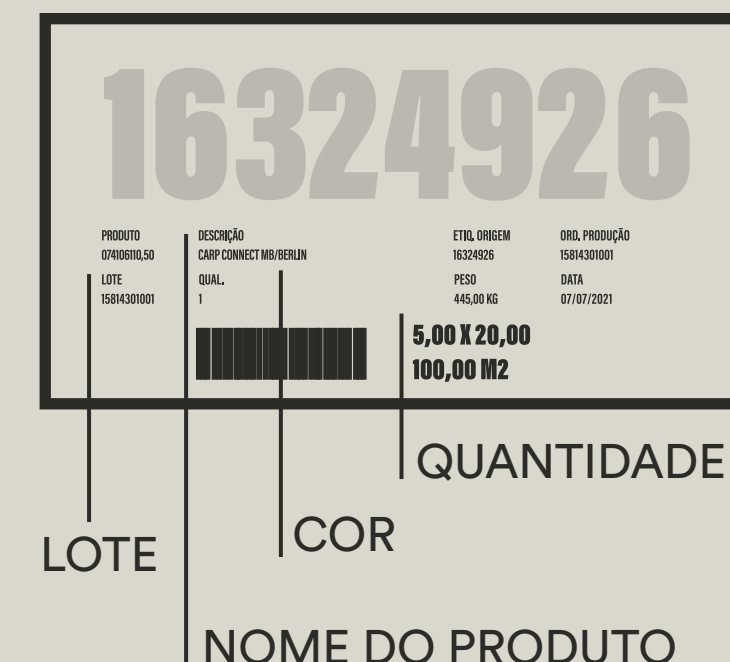 16324926
PRODUTO DESCRIÇÃO ETIQ. ORIGEM ORD. PRODUÇÃO
074106110,50 CARP CONNECT MB/BERLIN 16324926 15814301001
LOTE QUAL. PESO DATA
15814301001 1 445,00 KG 07/07/2021
5,00 X 20,00
100,00 M2
QUANTIDADE
COR
LOTE
NOME DO PRODUTO